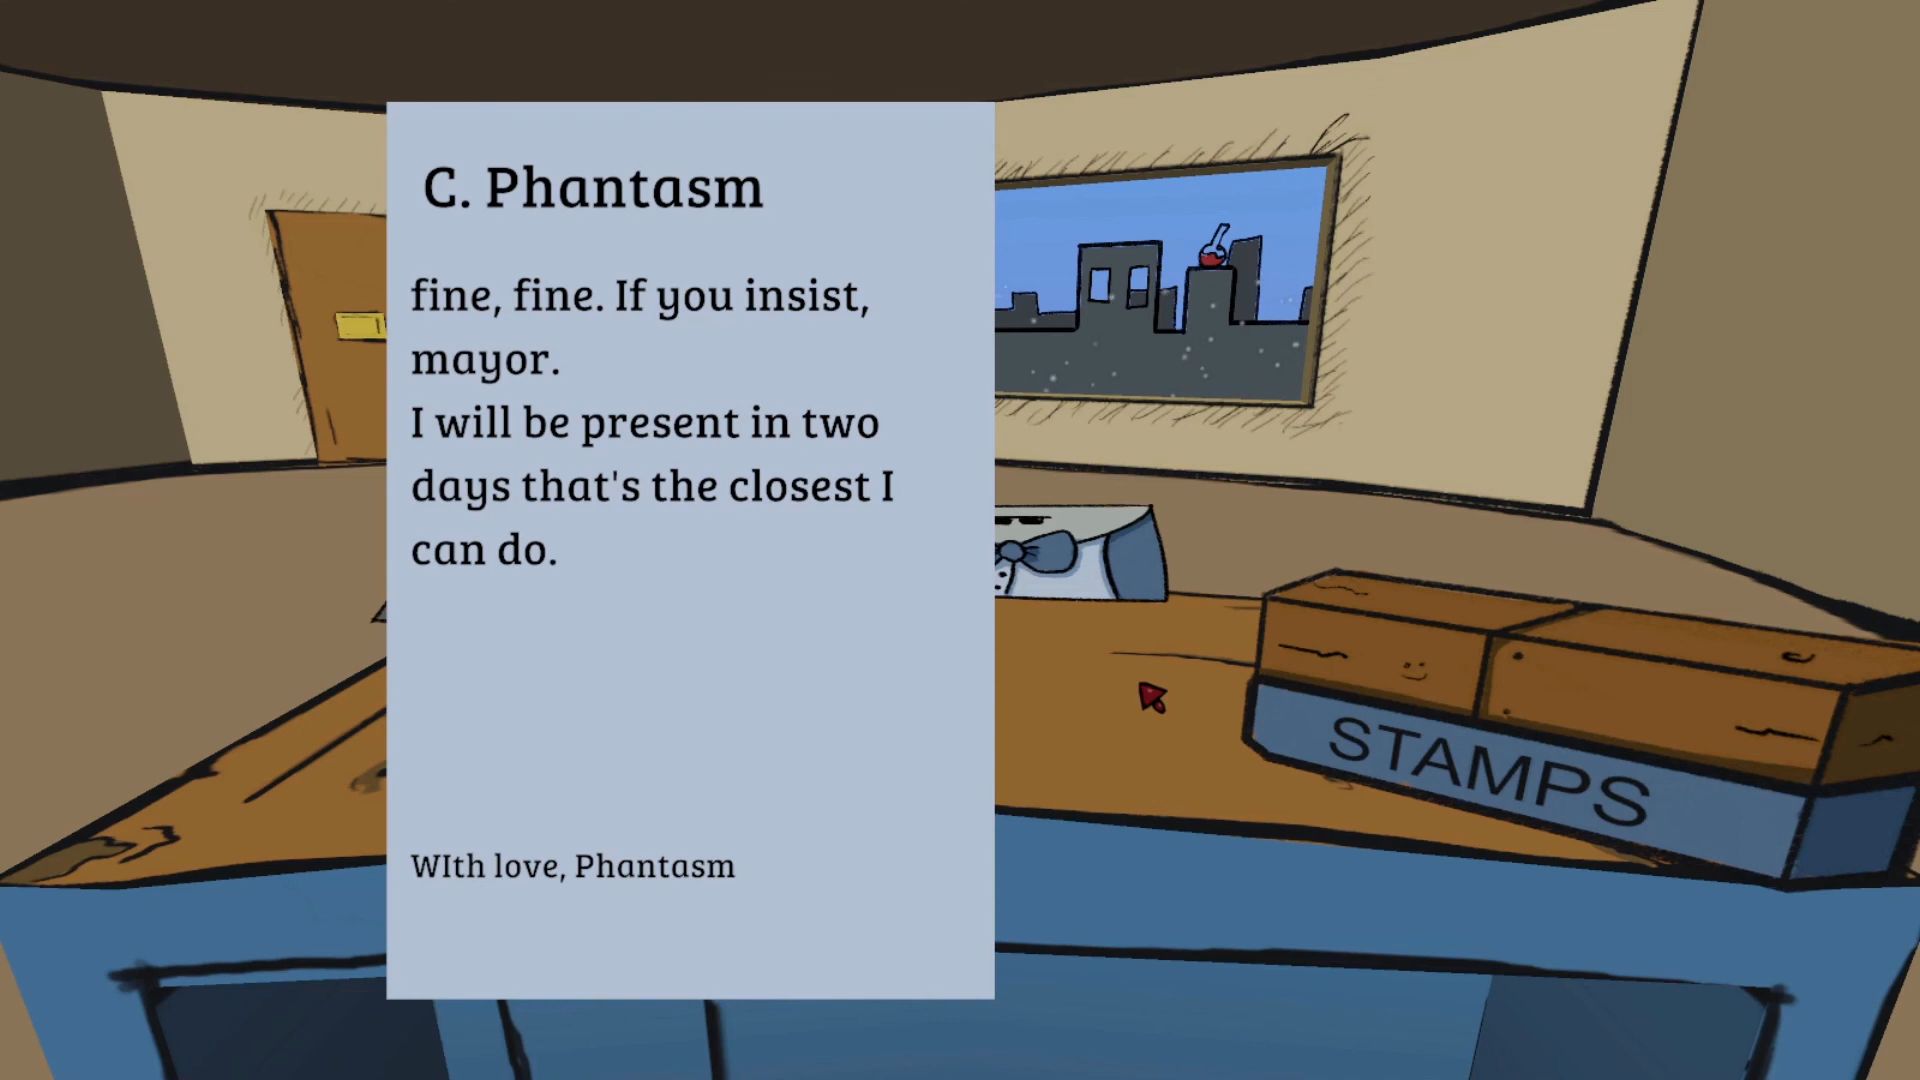 C. Phantasm
fine, fine. If you insist,
mayor.
I will be present in two
days that's the closest I
can do.
WIth love, Phantasm
STAMPS